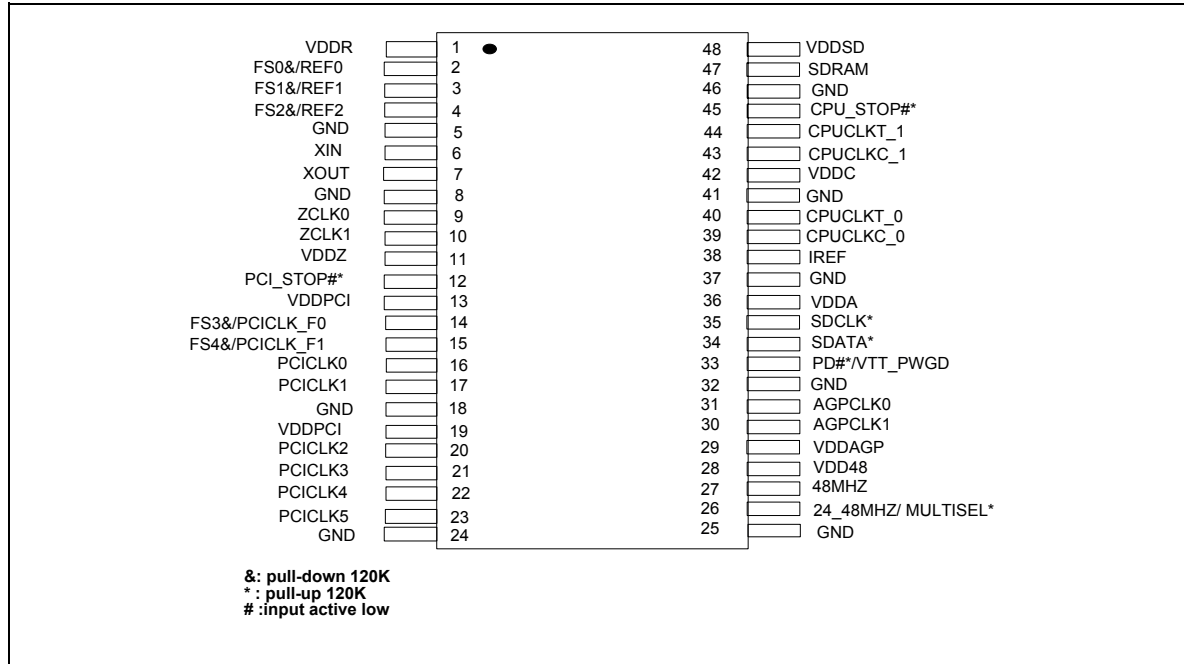 VDDR 1 48 VDDSD
FS0&/REF0 2 47 SDRAM
FS1&/REF1 3 46 GND
FS2&/REF2 4 45 CPU_STOP#*
GND 5 44 CPUCLKT_1
XIN 6 43 CPUCLKC_1
XOUT 7 42 VDDC
GND 8 41 GND
ZCLK0 9 40 CPUCLKT_0
ZCLK1 10 39 CPUCLKC_0
VDDZ 11 38 IREF
PCI_STOP#* 12 37 GND
VDDPCI 13 36 VDDA
FS3&/PCICLK_F0 14 35 SDCLK*
FS4&/PCICLK_F1 15 34 SDATA*
PCICLK0 16 33 PD#*/VTT_PWGD
PCICLK1 17 32 GND
GND 18 31 AGPCLK0
VDDPCI 19 30 AGPCLK1
PCICLK2 20 29 VDDAGP
PCICLK3 21 28 VDD48
PCICLK4 22 27 48MHZ
PCICLK5 23 26 24_48MHZ/ MULTISEL*
GND 24 25 GND
&: pull-down 120K
* : pull-up 120K
# :input active low